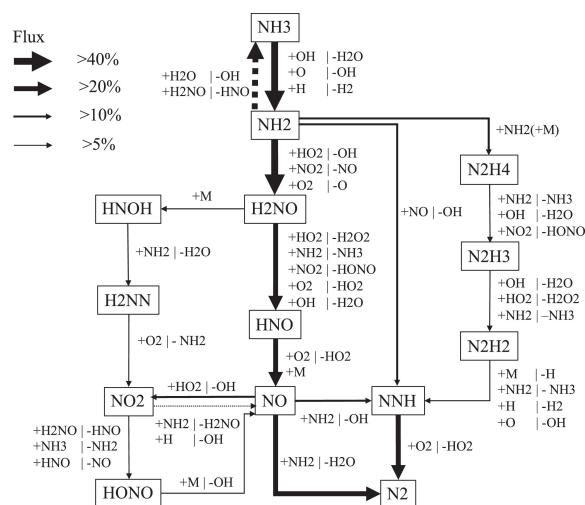 Flux
>40%
>20%
>10%
>5%
NH3
+H2O | -OH
+H2NO | -HNO
+OH | -H2O
+O | -OH
+H | -H2
NH2
+NH2(+M)
+HO2 | -OH
+NO2 | -NO
+O2 | -O
N2H4
HNOH
+M
H2NO
+NO | -OH
+NH2 | -NH3
+OH | -H2O
+NO2 | -HONO
+NH2 | -H2O
+HO2 | -H2O2
+NH2 | -NH3
+NO2 | -HONO
+O2 | -HO2
+OH | -H2O
N2H3
H2NN
+OH | -H2O
+HO2 | -H2O2
+NH2 | –NH3
HNO
+O2 | - NH2
+O2 | -HO2
+M
N2H2
NO2
+HO2 | -OH
NO
+NH2 | -OH
NNH
+M | -H
+NH2 | - NH3
+H | -H2
+O | -OH
+H2NO | -HNO
+NH3 | -NH2
+HNO | -NO
+NH2 | -H2NO
+H | -OH
+NH2 | -H2O
+O2 | -HO2
HONO
+M | -OH
N2